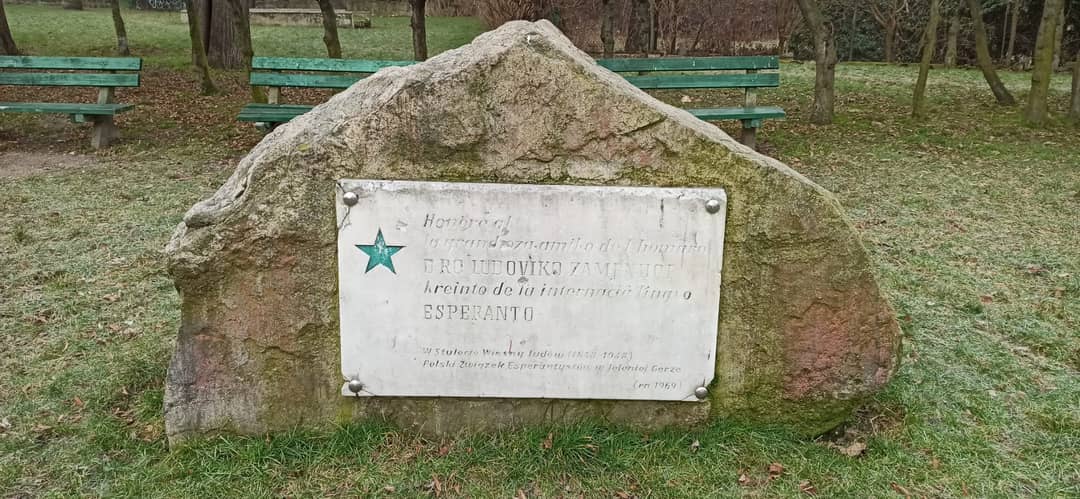 Honore al
la grandioza amiko de l'homaro
D RO LUDOVIKO ZAMENHOF
kreinto de la internacia lingvo
ESPERANTO
W Stulecie Wiosny Ludów (1848-1948)
Polski Związek Esperantystów w Jeleniej Górze
(en 1969)